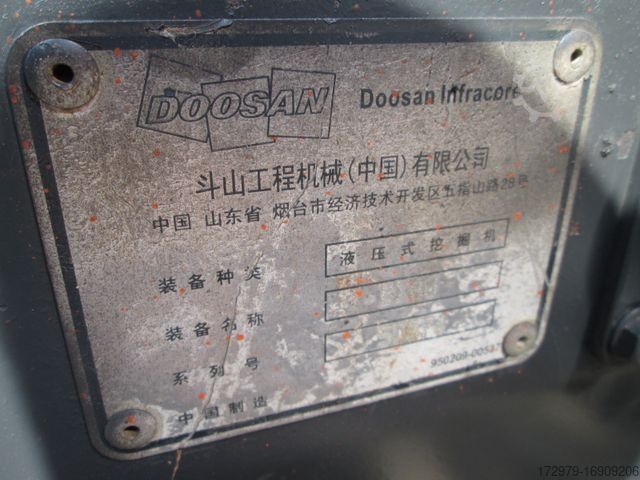 DOOSAN Doosan Infracore
斗山工程机械(中国)有限公司
中国 山东省 烟台市经济技术开发区五指山路28号
装备种类 液压式挖掘机
装备名称
系列号
中国制造
172979-16909206